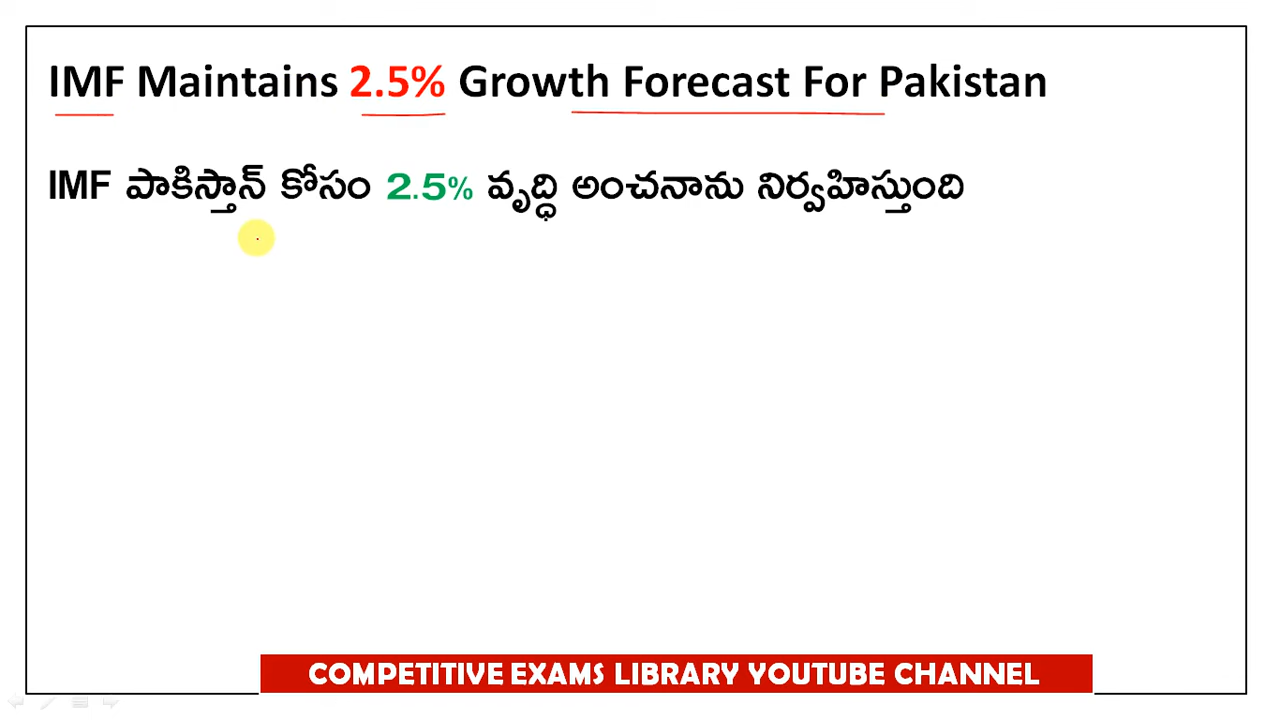 IMF Maintains 2.5% Growth Forecast For Pakistan
IMF పాకిస్తాన్ కోసం 2.5% వృద్ధి అంచనాను నిర్వహిస్తుంది
COMPETITIVE EXAMS LIBRARY YOUTUBE CHANNEL